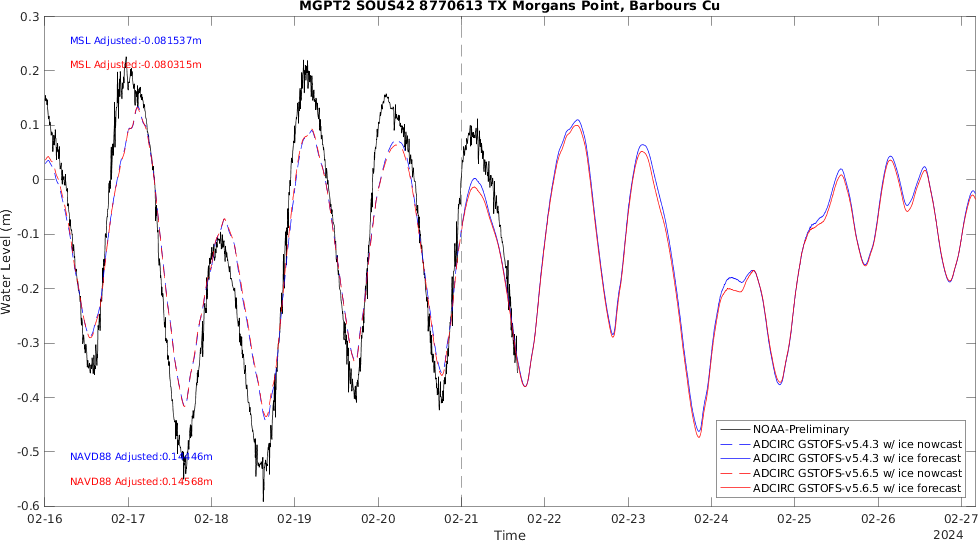 MGPT2 SOUS42 8770613 TX Morgans Point, Barbours Cu
0.3
0.2
0.1
0
-0.1
-0.2
-0.3
-0.4
-0.5
-0.6
Water Level (m)
MSL Adjusted:-0.081537m
MSL Adjusted:-0.080315m
NAVD88 Adjusted:0.14446m
NAVD88 Adjusted:0.14568m
NOAA-Preliminary
ADCIRC GSTOFS-v5.4.3 w/ ice nowcast
ADCIRC GSTOFS-v5.4.3 w/ ice forecast
ADCIRC GSTOFS-v5.6.5 w/ ice nowcast
ADCIRC GSTOFS-v5.6.5 w/ ice forecast
02-16 02-17 02-18 02-19 02-20 02-21 02-22 02-23 02-24 02-25 02-26 02-27
Time
2024